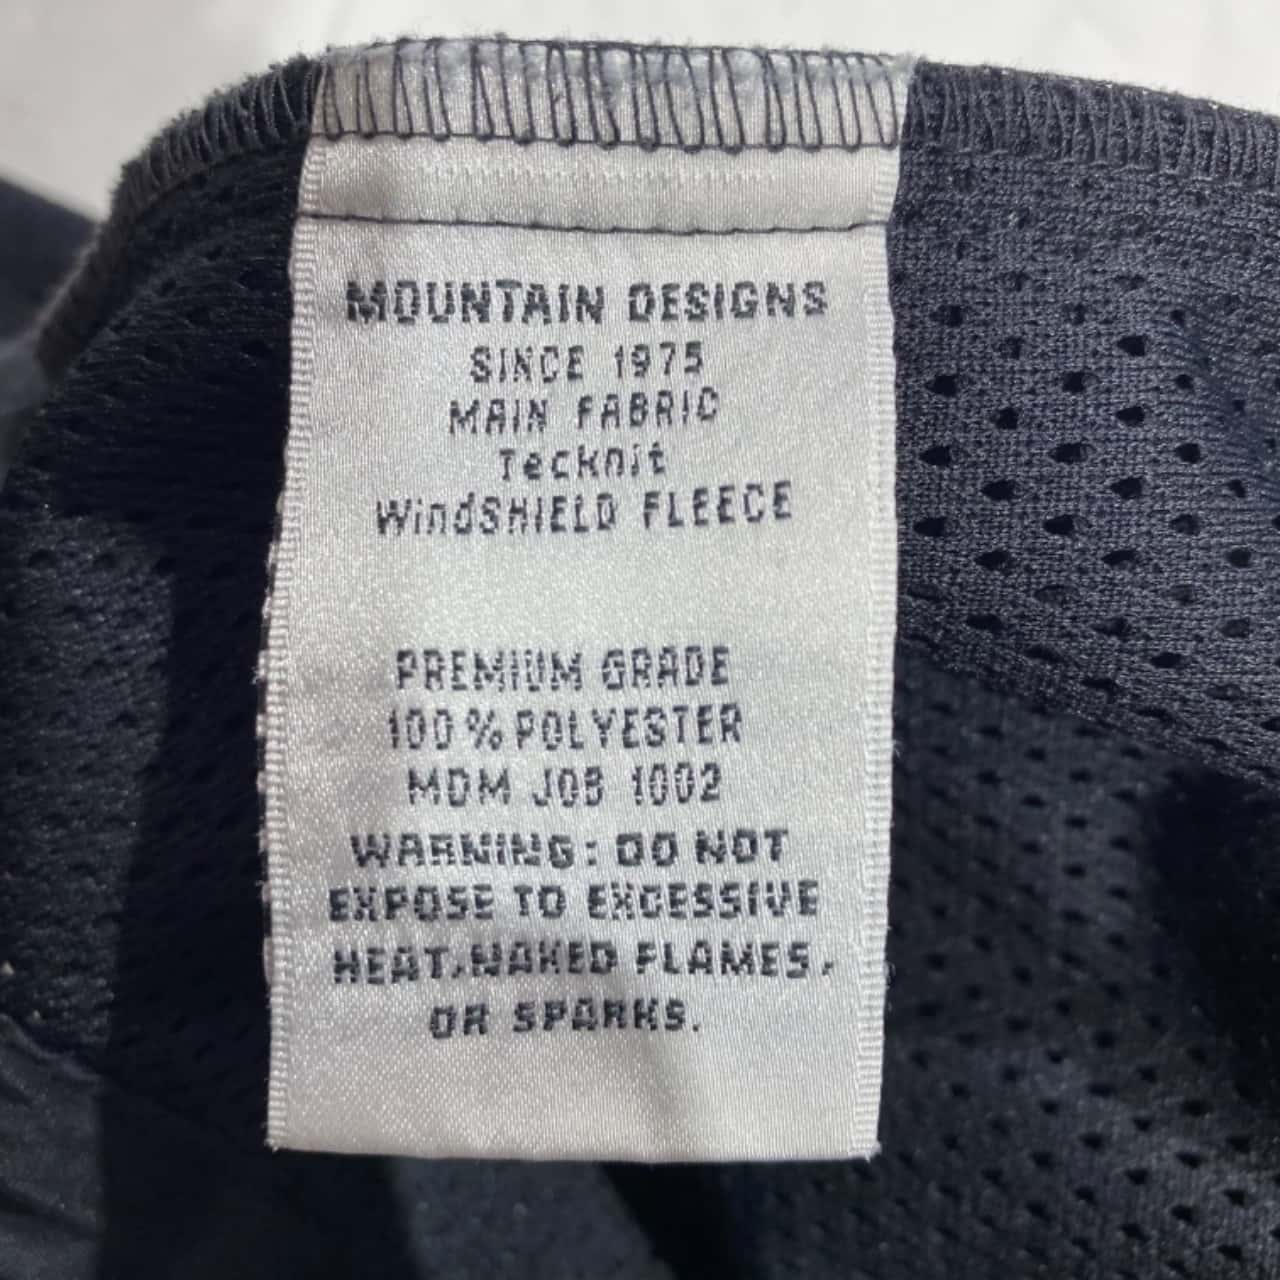 MOUNTAIN DESIGNS
SINCE 1975
MAIN FABRIC
Tecknit
WindSHIELD FLEECE
PREMIUM GRADE
100% POLYESTER
MDM JOB 1002
WARNING: DO NOT
EXPOSE TO EXCESSIVE
HEAT,NAKED FLAMES,
OR SPARKS.